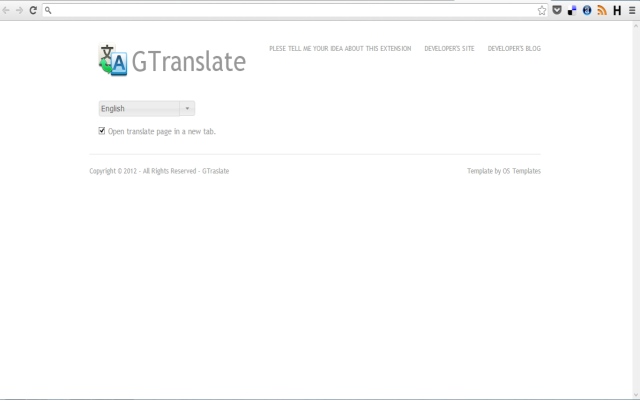 PLESE TELL ME YOUR IDEA ABOUT THIS EXTENSION DEVELOPER'S SITE DEVELOPER'S BLOG
A GTranslate
English
Open translate page in a new tab.
Copyright © 2012 - All Rights Reserved - GTraslate Template by OS Templates